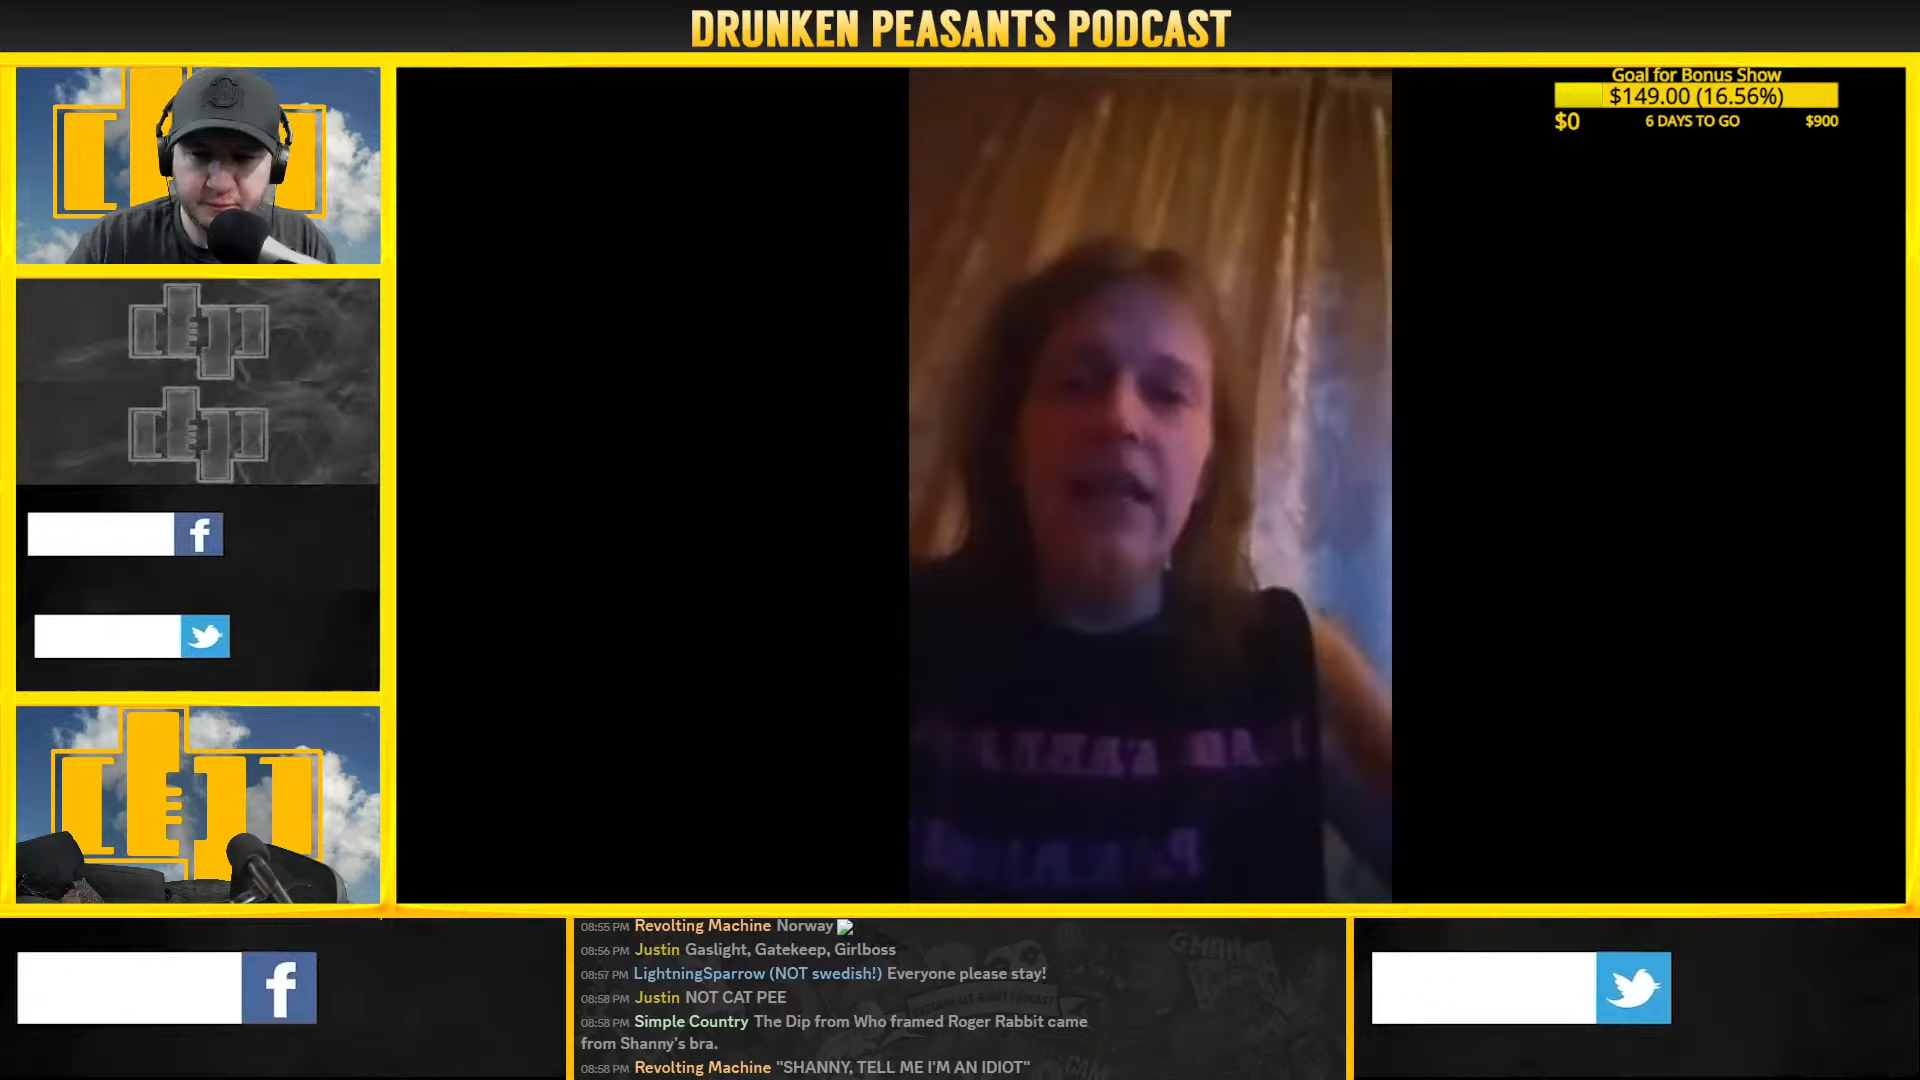 DRUNKEN PEASANTS PODCAST
Goal for Bonus Show
$149.00 (16.56%)
$0 6 DAYS TO GO $900
08:55 PM Revolting Machine Norway
08:56 PM Justin Gaslight, Gatekeep, Girlboss
08:57 PM LightningSparrow (NOT swedish!) Everyone please stay!
08:58 PM Justin NOT CAT PEE
08:58 PM Simple Country The Dip from Who framed Roger Rabbit came
from Shanny's bra.
08:58 PM Revolting Machine "SHANNY, TELL ME I'M AN IDIOT"